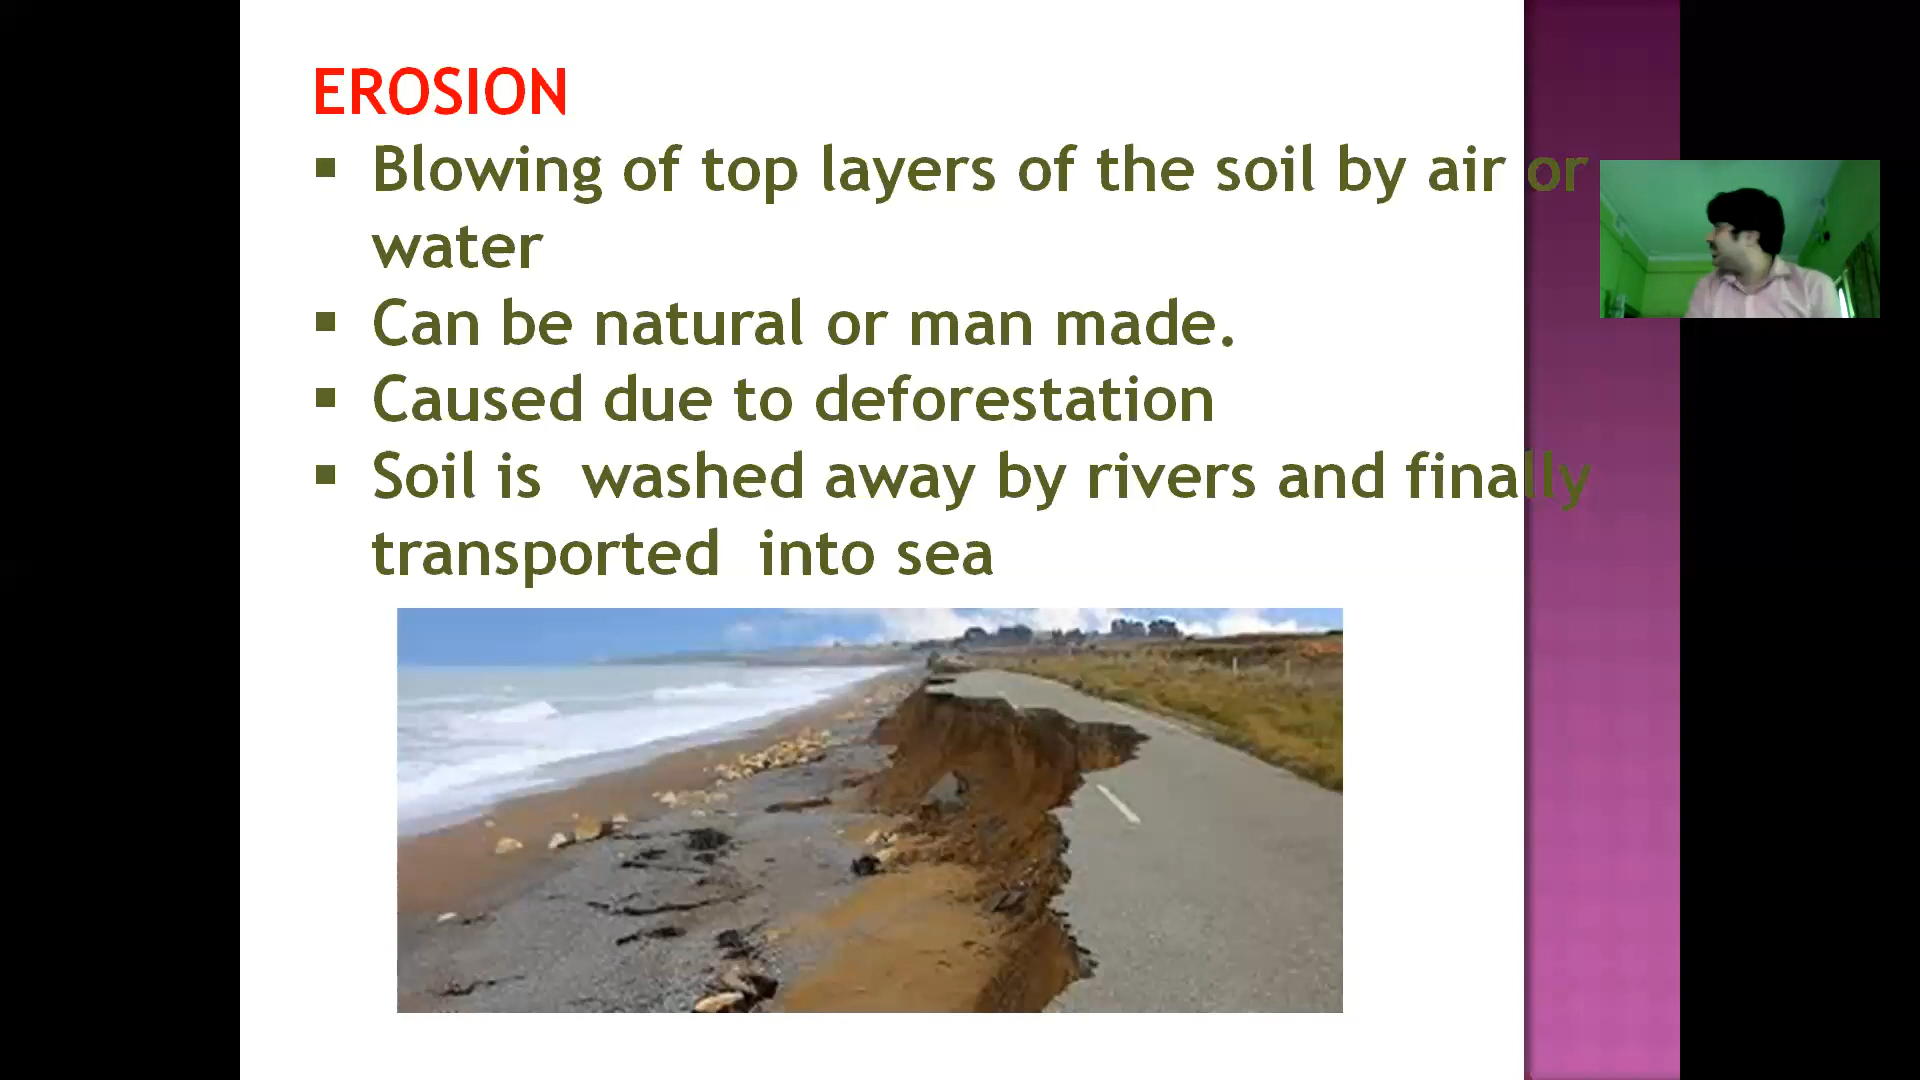 EROSION
▪ Blowing of top layers of the soil by air or
water
▪ Can be natural or man made.
▪ Caused due to deforestation
▪ Soil is washed away by rivers and finally
transported into sea